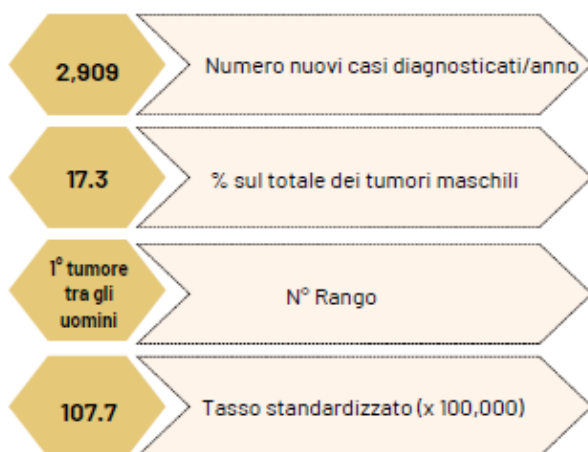 2,909
Numero nuovi casi diagnosticati/anno
17.3
% sul totale dei tumori maschili
1° tumore
tra gli
uomini
N° Rango
107.7
Tasso standardizzato (x 100,000)